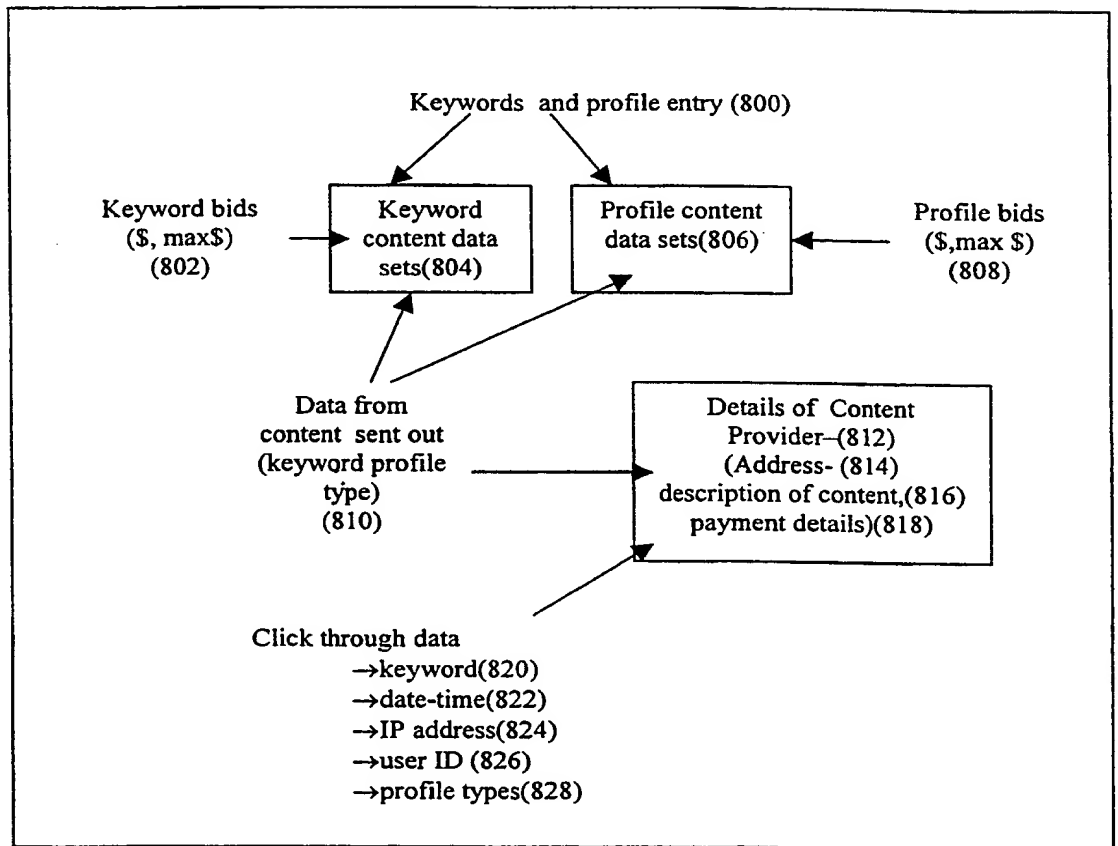 Keywords and profile entry (800)
Keyword bids
($, max$)
(802)
Keyword
content data
sets(804)
Profile content
data sets(806)
Profile bids
($,max $)
(808)
Data from
content sent out
(keyword profile
type)
(810)
Details of Content
Provider–(812)
(Address- (814)
description of content,(816)
payment details)(818)
Click through data
→keyword(820)
→date-time(822)
→IP address(824)
→user ID (826)
→profile types(828)